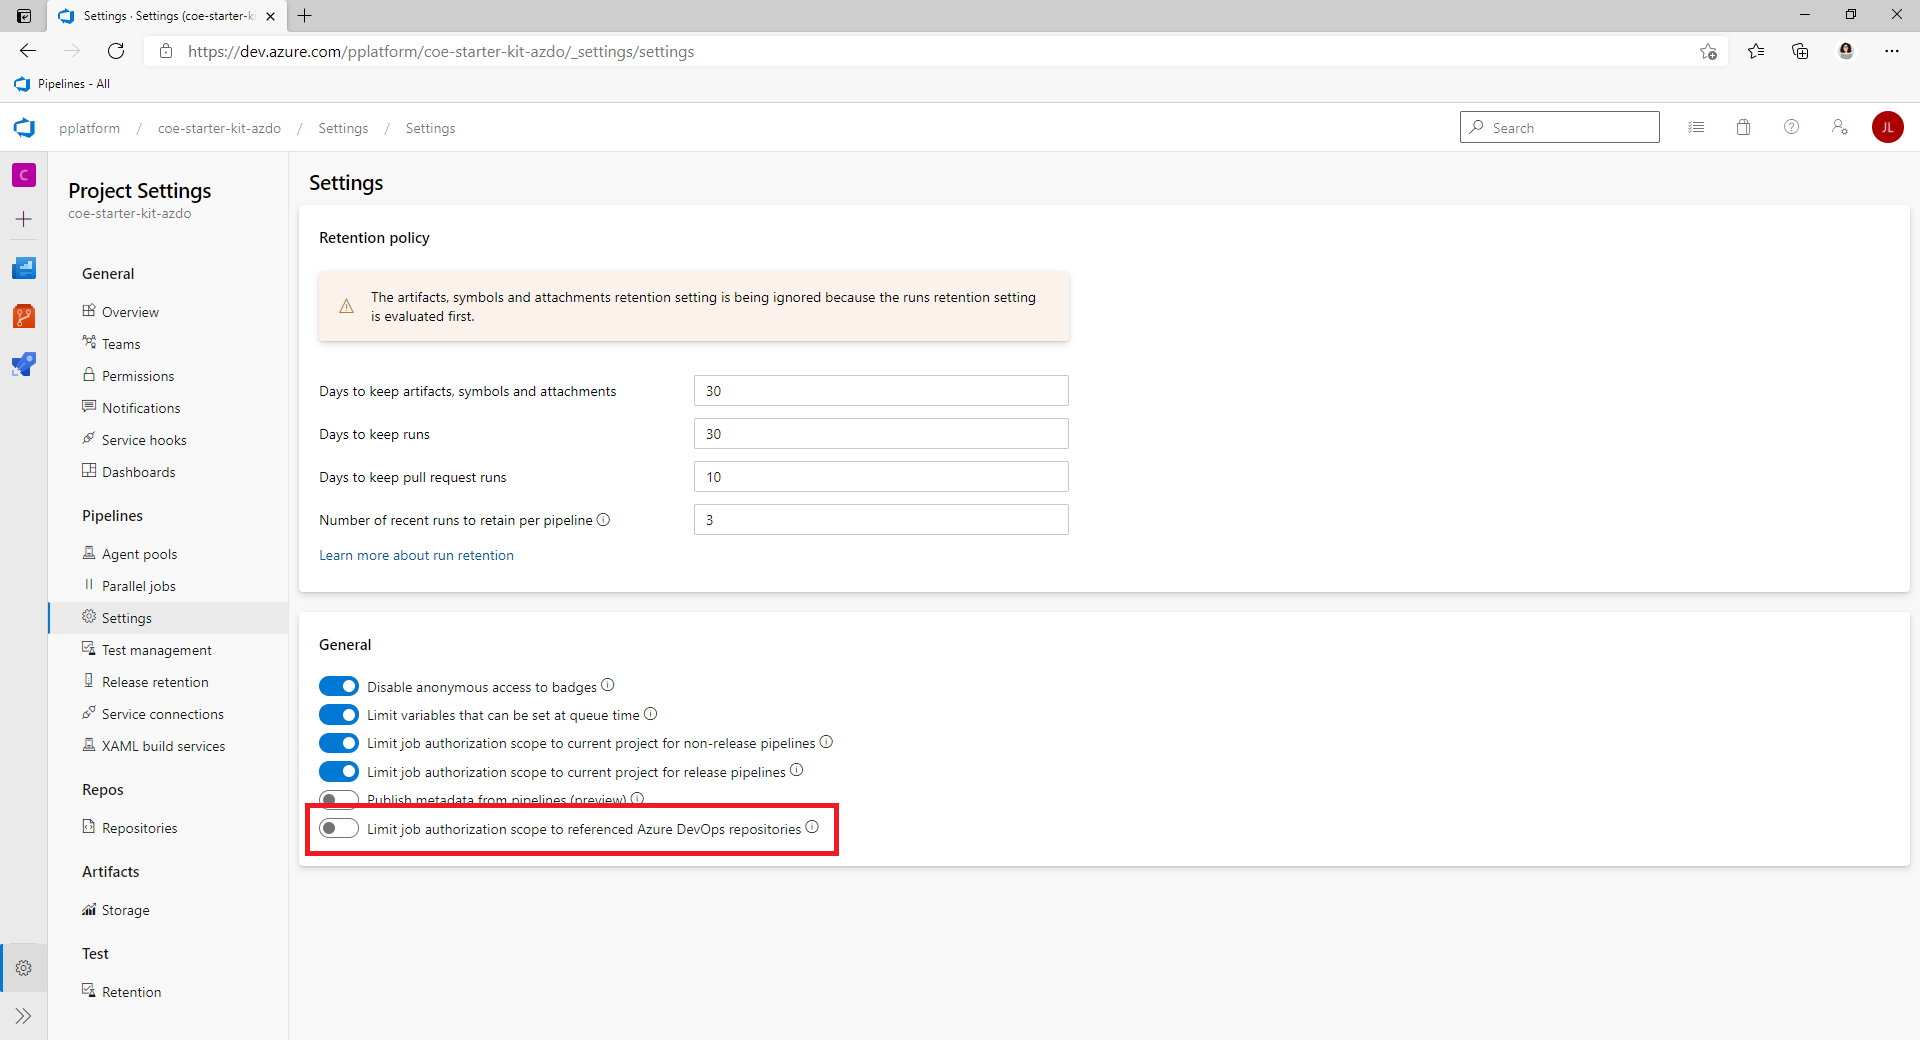 Settings · Settings (coe-starter-ki
https://dev.azure.com/pplatform/coe-starter-kit-azdo/_settings/settings
Pipelines - All
pplatform / coe-starter-kit-azdo / Settings / Settings
Search
JL
C
Project Settings
coe-starter-kit-azdo
General
Overview
Teams
Permissions
Notifications
Service hooks
Dashboards
Pipelines
Agent pools
Parallel jobs
Settings
Test management
Release retention
Service connections
XAML build services
Repos
Repositories
Artifacts
Storage
Test
Retention
Settings
Retention policy
The artifacts, symbols and attachments retention setting is being ignored because the runs retention setting
is evaluated first.
Days to keep artifacts, symbols and attachments 30
Days to keep runs 30
Days to keep pull request runs 10
Number of recent runs to retain per pipeline 3
Learn more about run retention
General
Disable anonymous access to badges
Limit variables that can be set at queue time
Limit job authorization scope to current project for non-release pipelines
Limit job authorization scope to current project for release pipelines
Publish metadata from pipelines (preview)
Limit job authorization scope to referenced Azure DevOps repositories